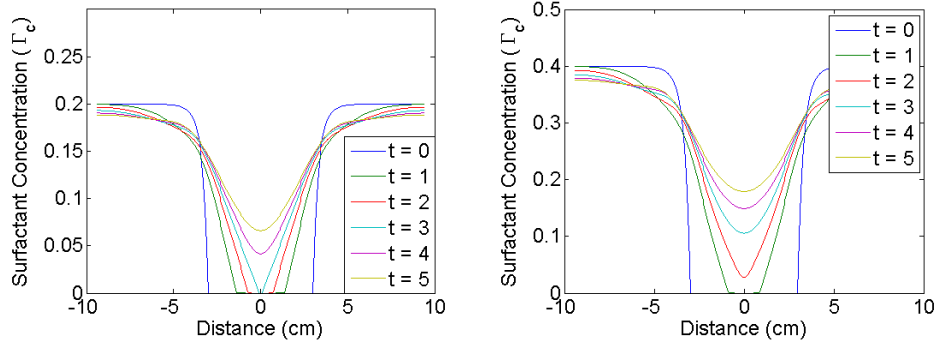 Surfactant Concentration (Γc)
0.25
0.2
0.15
0.1
0.05
0
-10 -5 0 5 10
Distance (cm)
t = 0
t = 1
t = 2
t = 3
t = 4
t = 5
Surfactant Concentration (Γc)
0.5
0.4
0.3
0.2
0.1
0
-10 -5 0 5 10
Distance (cm)
t = 0
t = 1
t = 2
t = 3
t = 4
t = 5